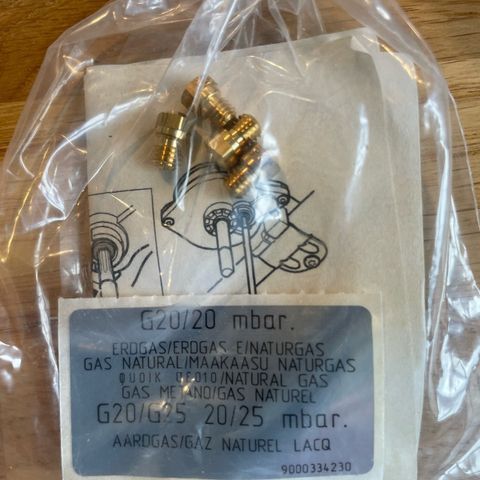 G20/20 mbar.
ERDGAS/ERDGAS E/NATURGAS
GAS NATURAL/MAAKAASU NATURGAS
/NATURAL GAS
GAS METANO/GAS NATUREL
G20/G25 20/25 mbar.
AARDGAS/GAZ NATUREL LACQ
9000334230